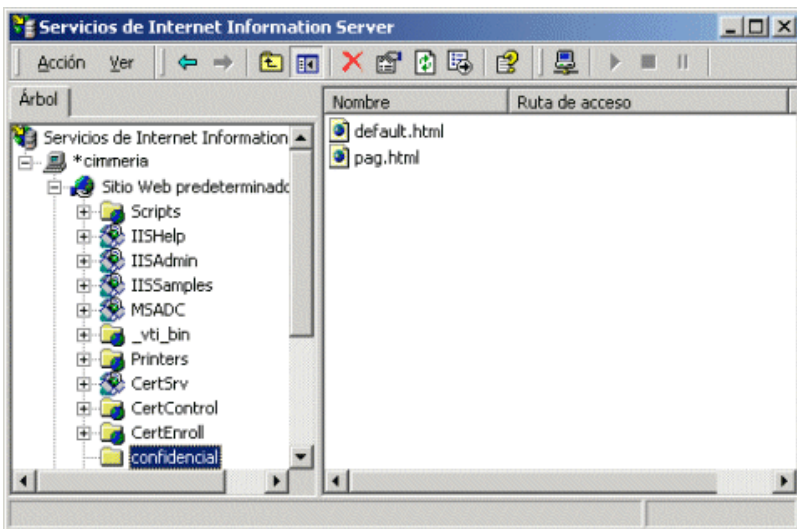 Servicios de Internet Information Server
Acción Ver
Árbol
Nombre Ruta de acceso
Servicios de Internet Information
*cimmeria
Sitio Web predeterminado
Scripts
IISHelp
IISAdmin
IISSamples
MSADC
_vti_bin
Printers
CertSrv
CertControl
CertEnroll
confidencial
default.html
pag.html